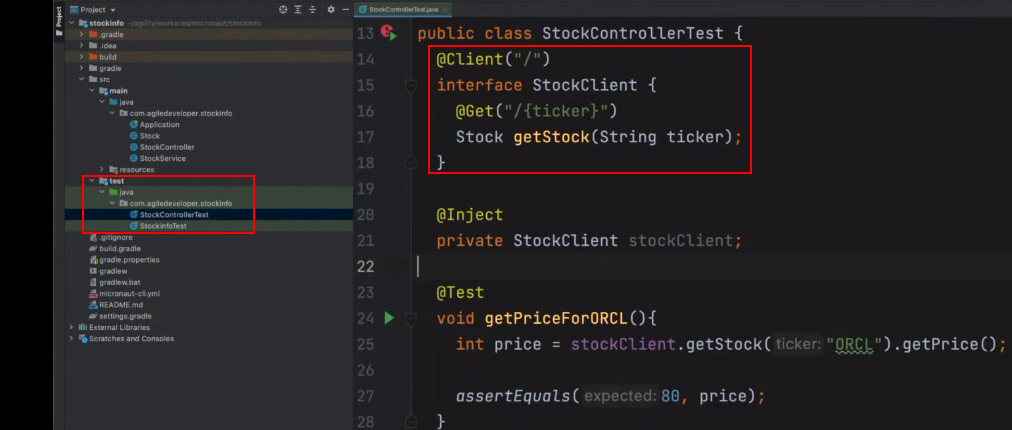 Project
Project
stockinfo ~/agility/workarea/micronaut/stockinfo
.gradle
.idea
build
gradle
src
main
java
com.agiledeveloper.stockinfo
Application
Stock
StockController
StockService
resources
test
java
com.agiledeveloper.stockinfo
StockControllerTest
StockinfoTest
.gitignore
build.gradle
gradle.properties
gradlew
gradlew.bat
micronaut-cli.yml
README.md
settings.gradle
External Libraries
Scratches and Consoles
StockControllerTest.java
13 public class StockControllerTest {
14 @Client("/")
15 interface StockClient {
16 @Get("/{ticker}")
17 Stock getStock(String ticker);
18 }
19
20 @Inject
21 private StockClient stockClient;
22
23 @Test
24 void getPriceForORCL(){
25 int price = stockClient.getStock( ticker: "ORCL").getPrice();
26
27 assertEquals( expected: 80, price);
28 }